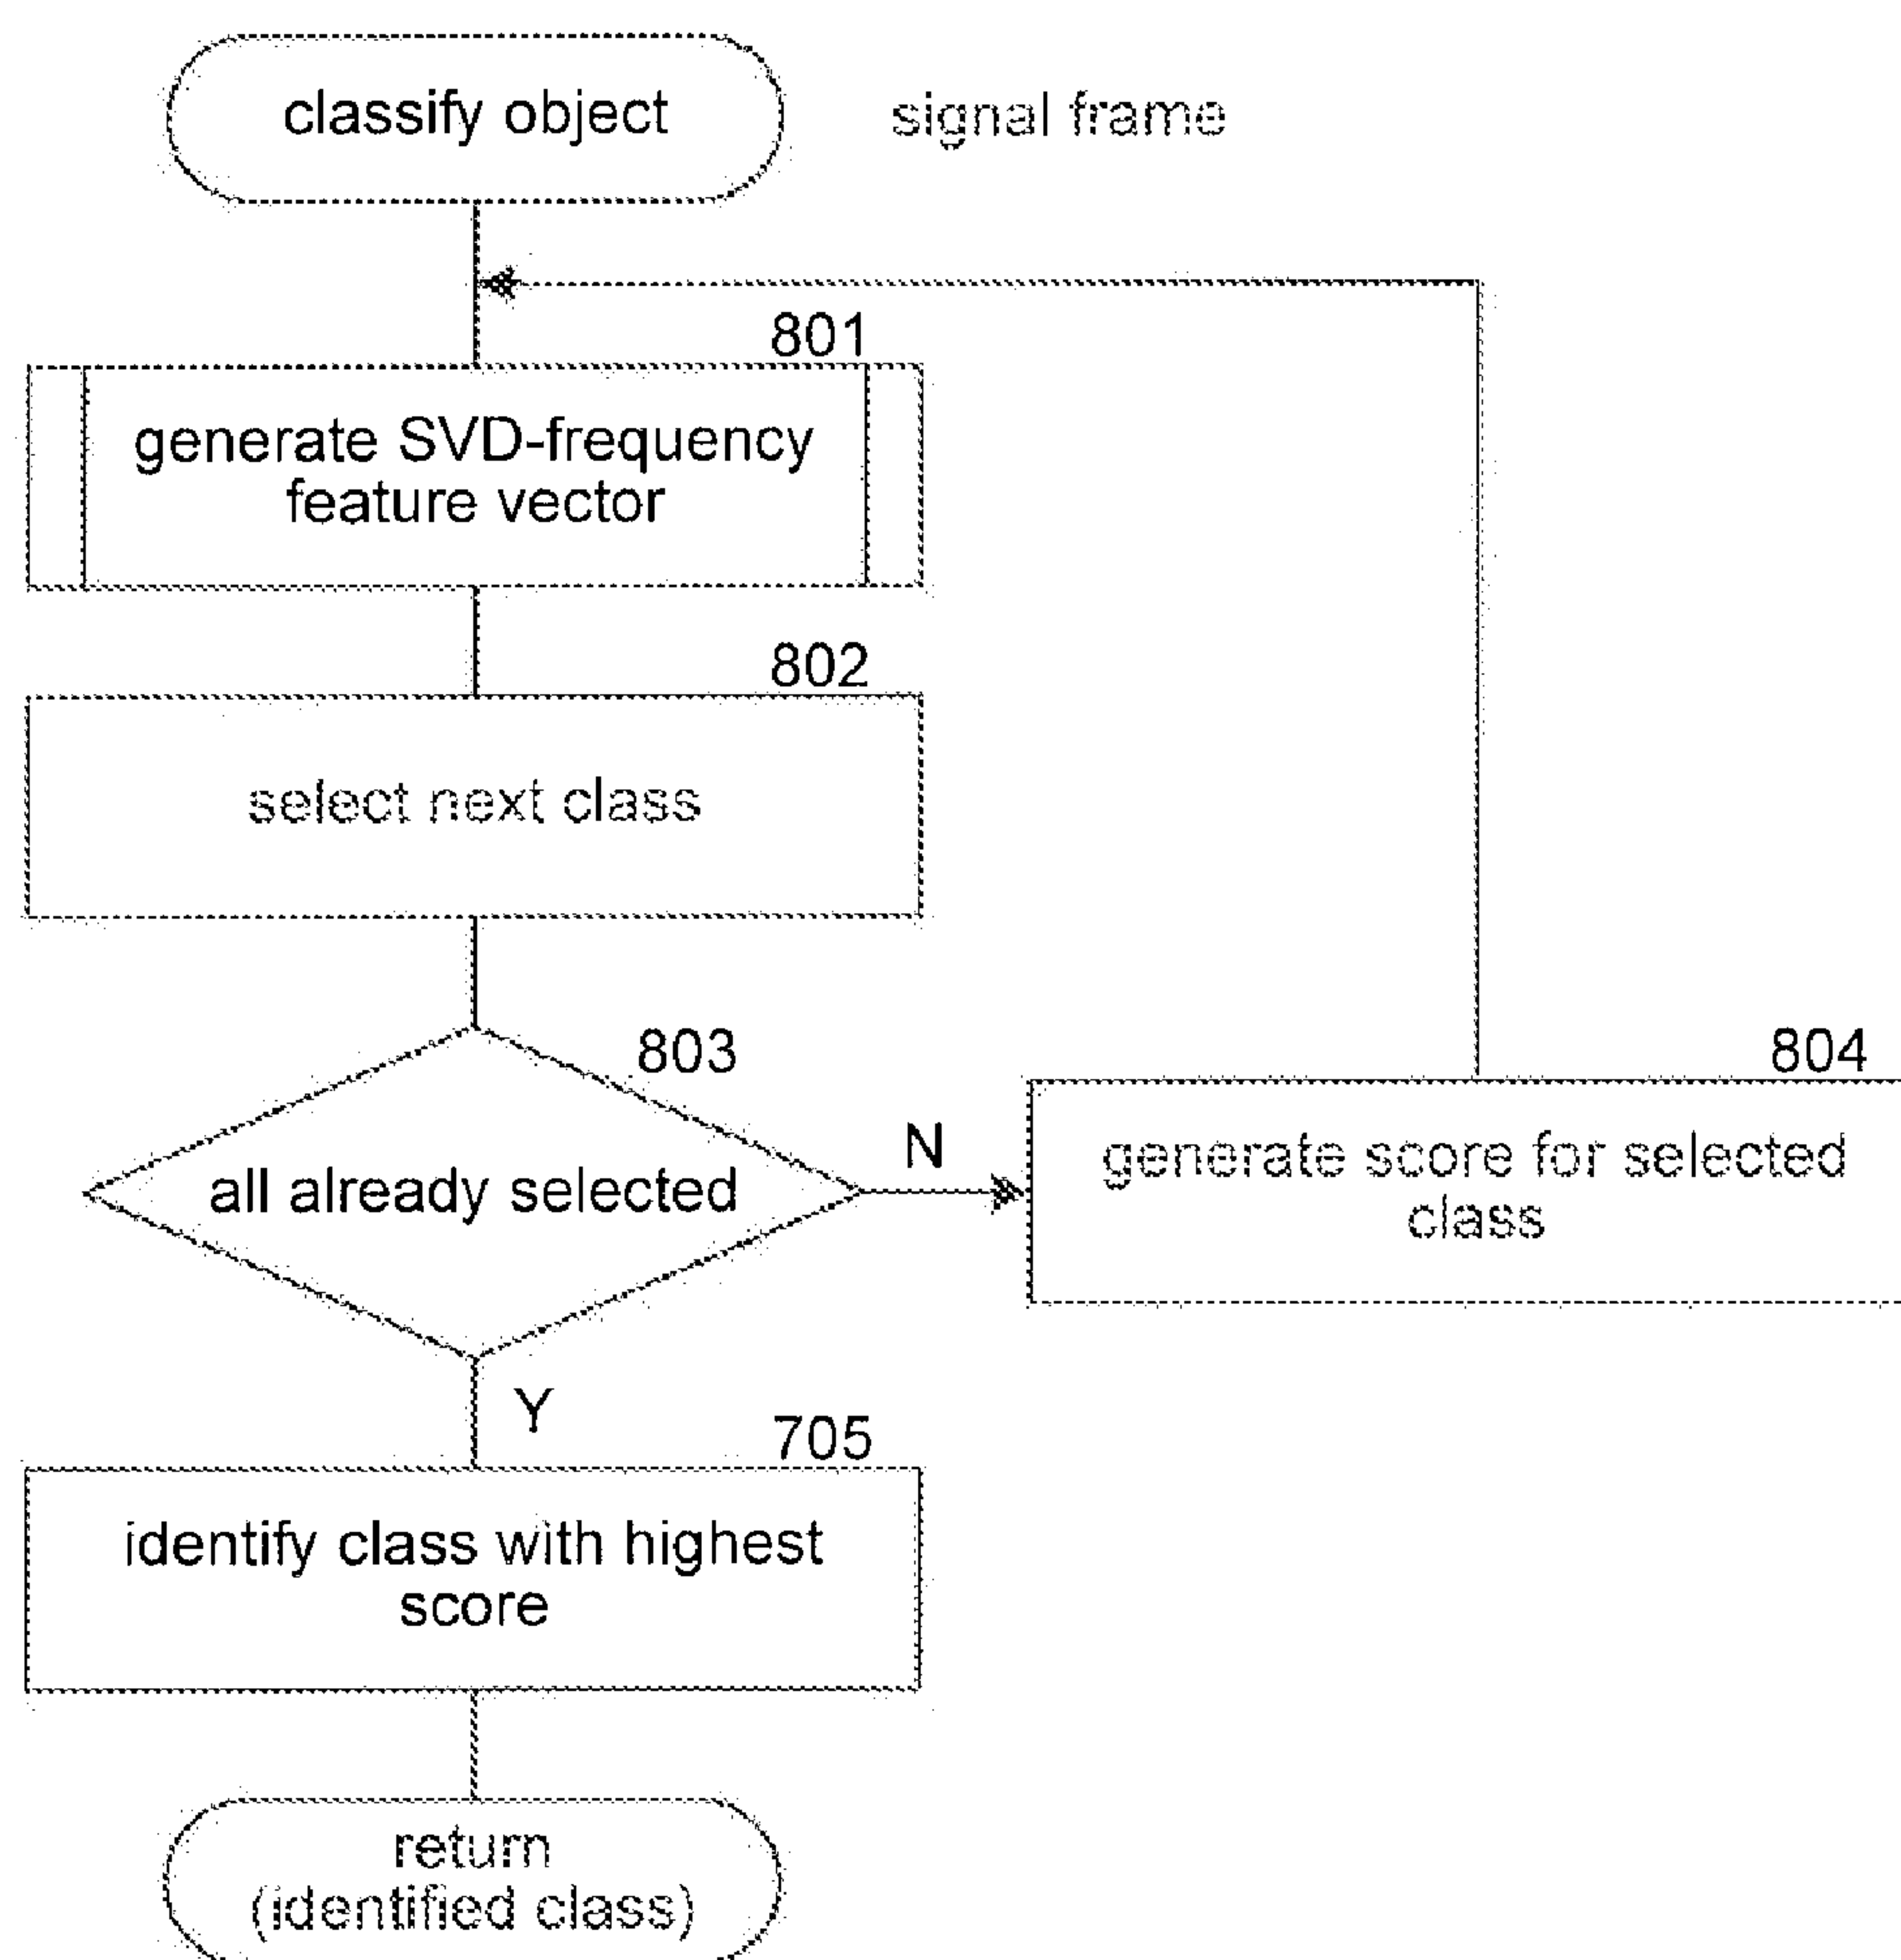 classify object
signal frame
801
generate SVD-frequency
feature vector
802
select next class
803
all already selected
N
804
generate score for selected
class
Y
705
identify class with highest
score
return
(identified class)